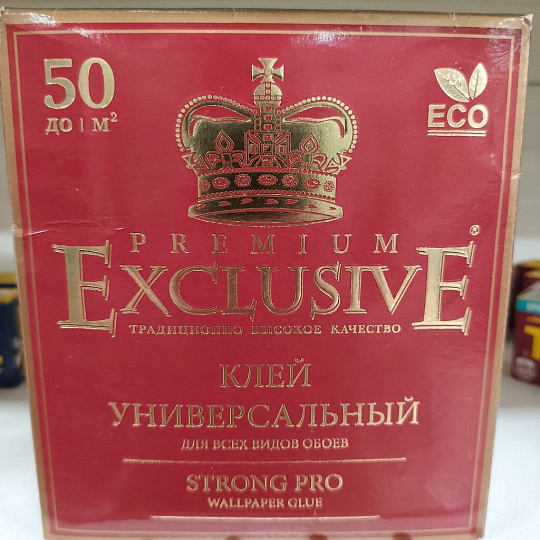 50
ДО | М²
ECO
PREMIUM
EXCLUSIVE®
ТРАДИЦИОННО ВЫСОКОЕ КАЧЕСТВО
КЛЕЙ
УНИВЕРСАЛЬНЫЙ
ДЛЯ ВСЕХ ВИДОВ ОБОЕВ
STRONG PRO
WALLPAPER GLUE